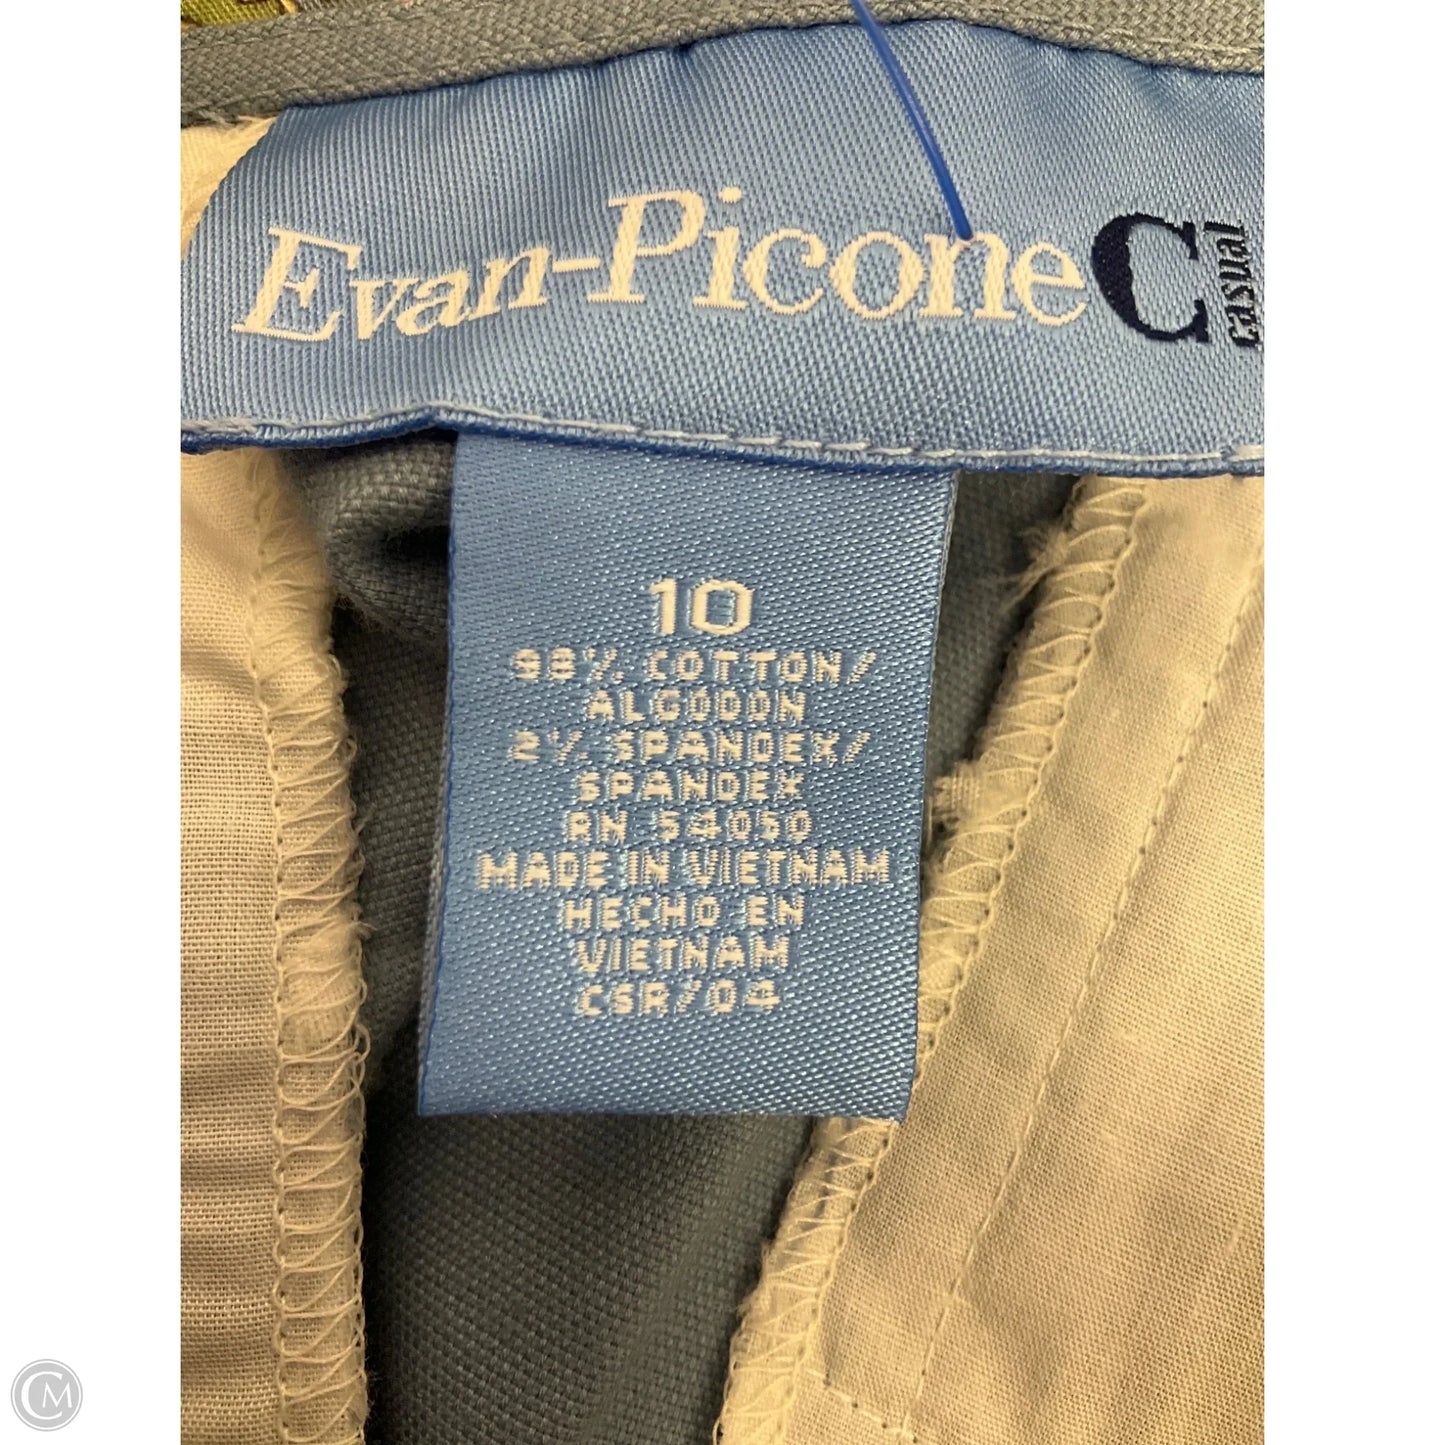 Evan-Picone C casual
10
98% COTTON/
ALGODON
2% SPANDEX/
SPANDEX
RN 54050
MADE IN VIETNAM
HECHO EN
VIETNAM
CSR/04
CM